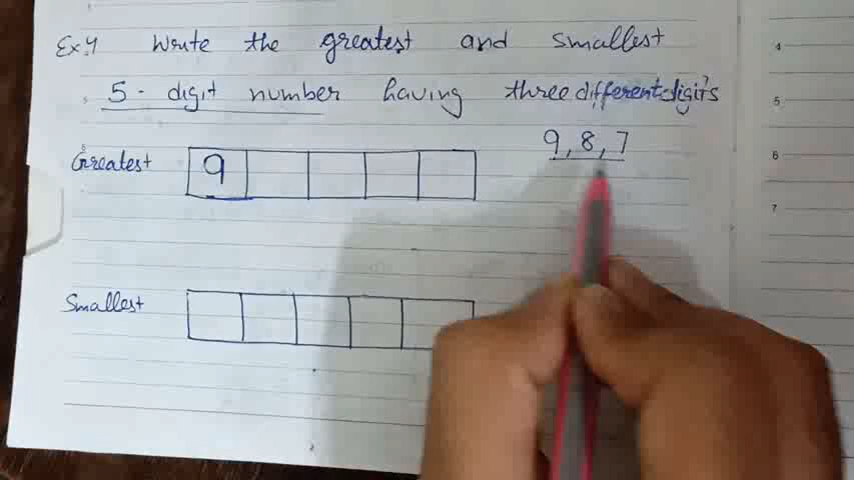 Ex:4 Write the greatest and smallest
5 - digit number having three different digits
9, 8, 7
Greatest 9
Smallest
4
5
6
7